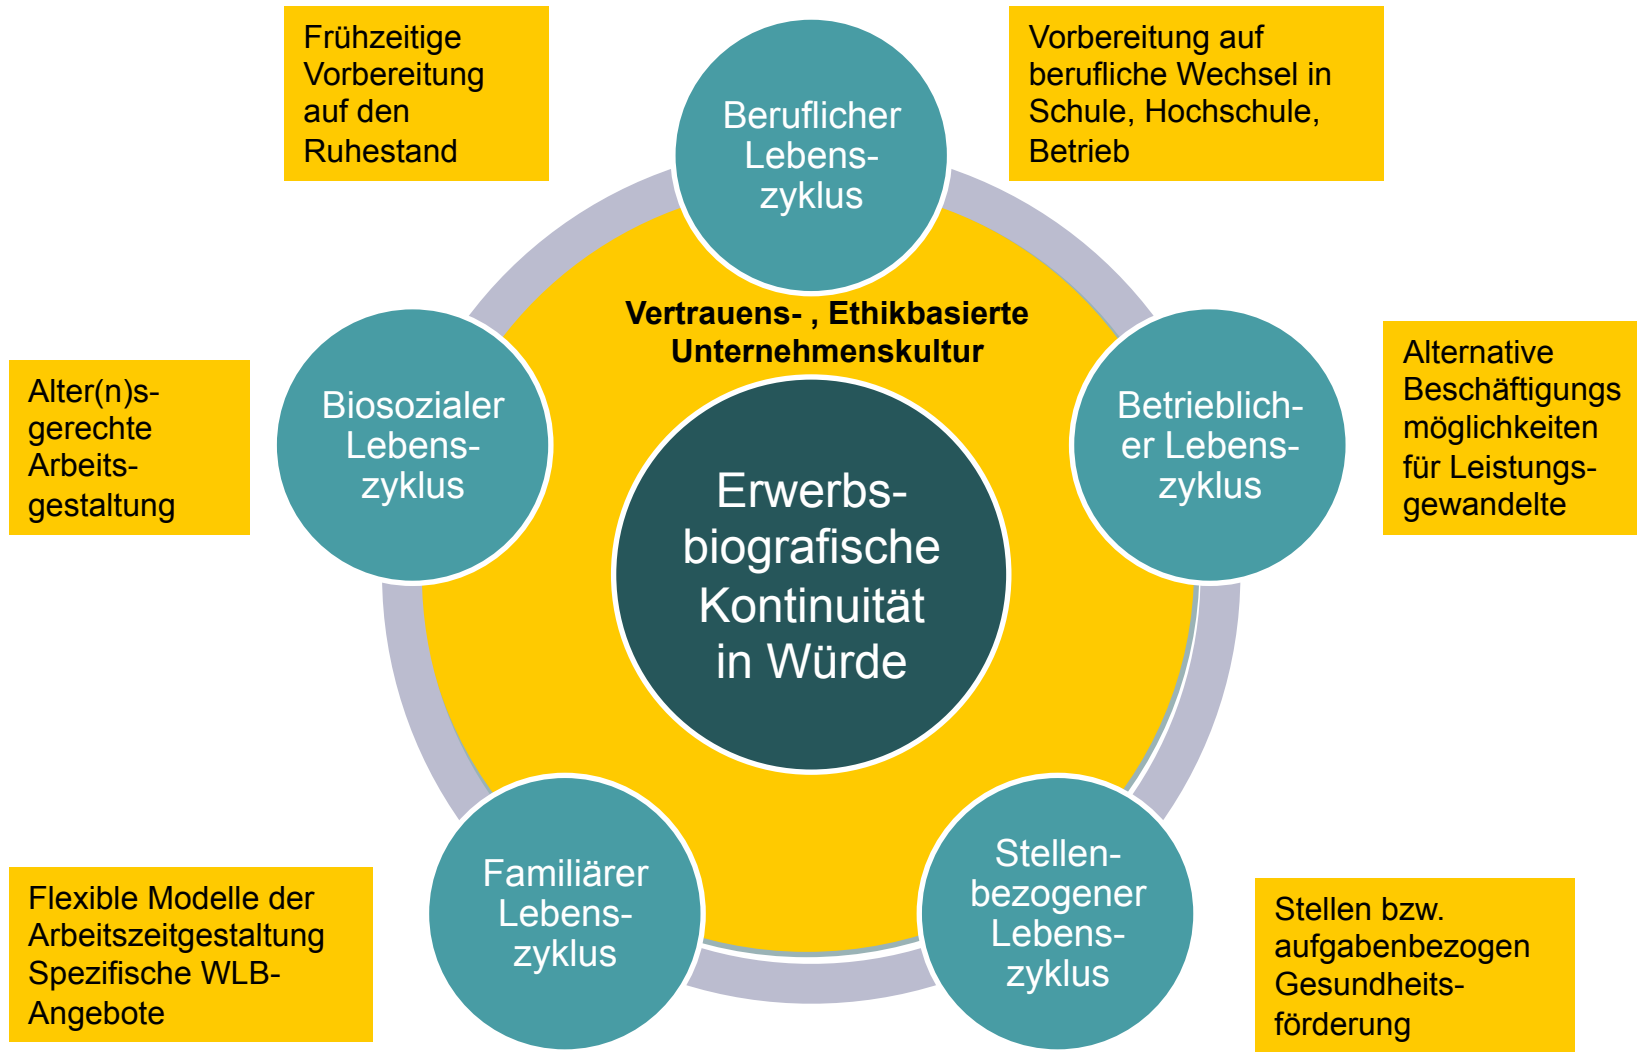 Frühzeitige
Vorbereitung
auf den
Ruhestand
Beruflicher
Lebens-
zyklus
Vorbereitung auf
berufliche Wechsel in
Schule, Hochschule,
Betrieb
Vertrauens- , Ethikbasierte
Unternehmenskultur
Alter(n)s-
gerechte
Arbeits-
gestaltung
Biosozialer
Lebens-
zyklus
Erwerbs-
biografische
Kontinuität
in Würde
Betrieblich-
er Lebens-
zyklus
Alternative
Beschäftigungs
möglichkeiten
für Leistungs-
gewandelte
Flexible Modelle der
Arbeitszeitgestaltung
Spezifische WLB-
Angebote
Familiärer
Lebens-
zyklus
Stellen-
bezogener
Lebens-
zyklus
Stellen bzw.
aufgabenbezogen
Gesundheits-
förderung